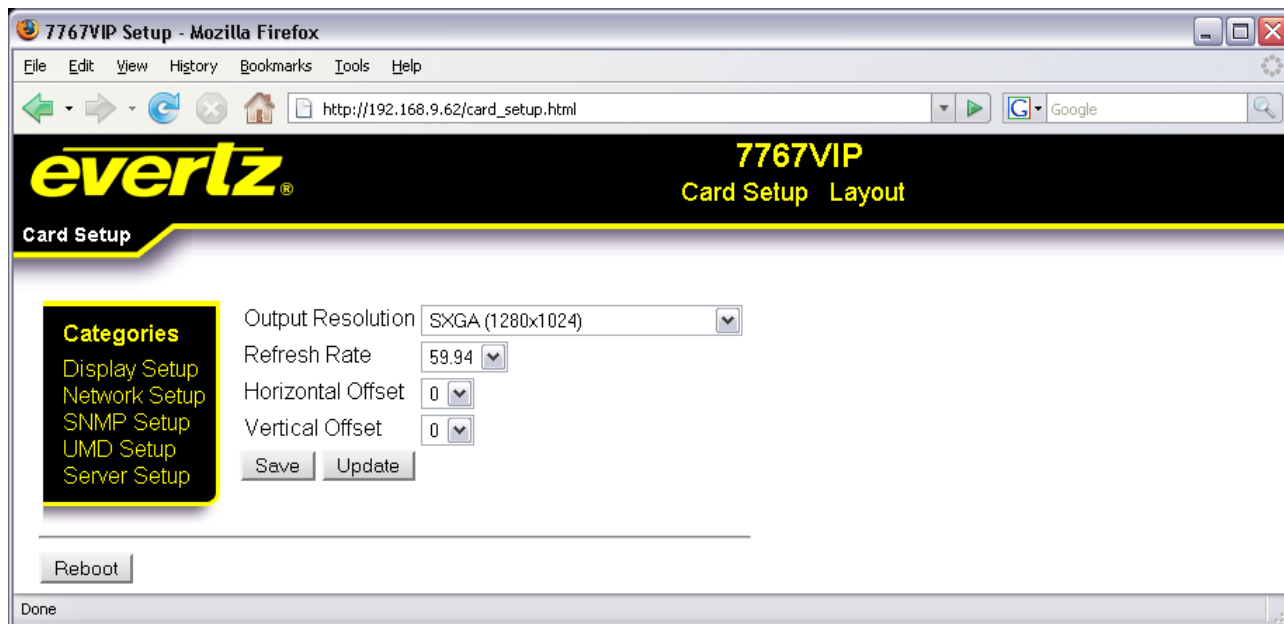 7767VIP Setup - Mozilla Firefox
File Edit View History Bookmarks Tools Help
http://192.168.9.62/card_setup.html
G Google
evertz®
7767VIP
Card Setup Layout
Card Setup
Categories
Display Setup
Network Setup
SNMP Setup
UMD Setup
Server Setup
Output Resolution SXGA (1280x1024)
Refresh Rate 59.94
Horizontal Offset 0
Vertical Offset 0
Save Update
Reboot
Done